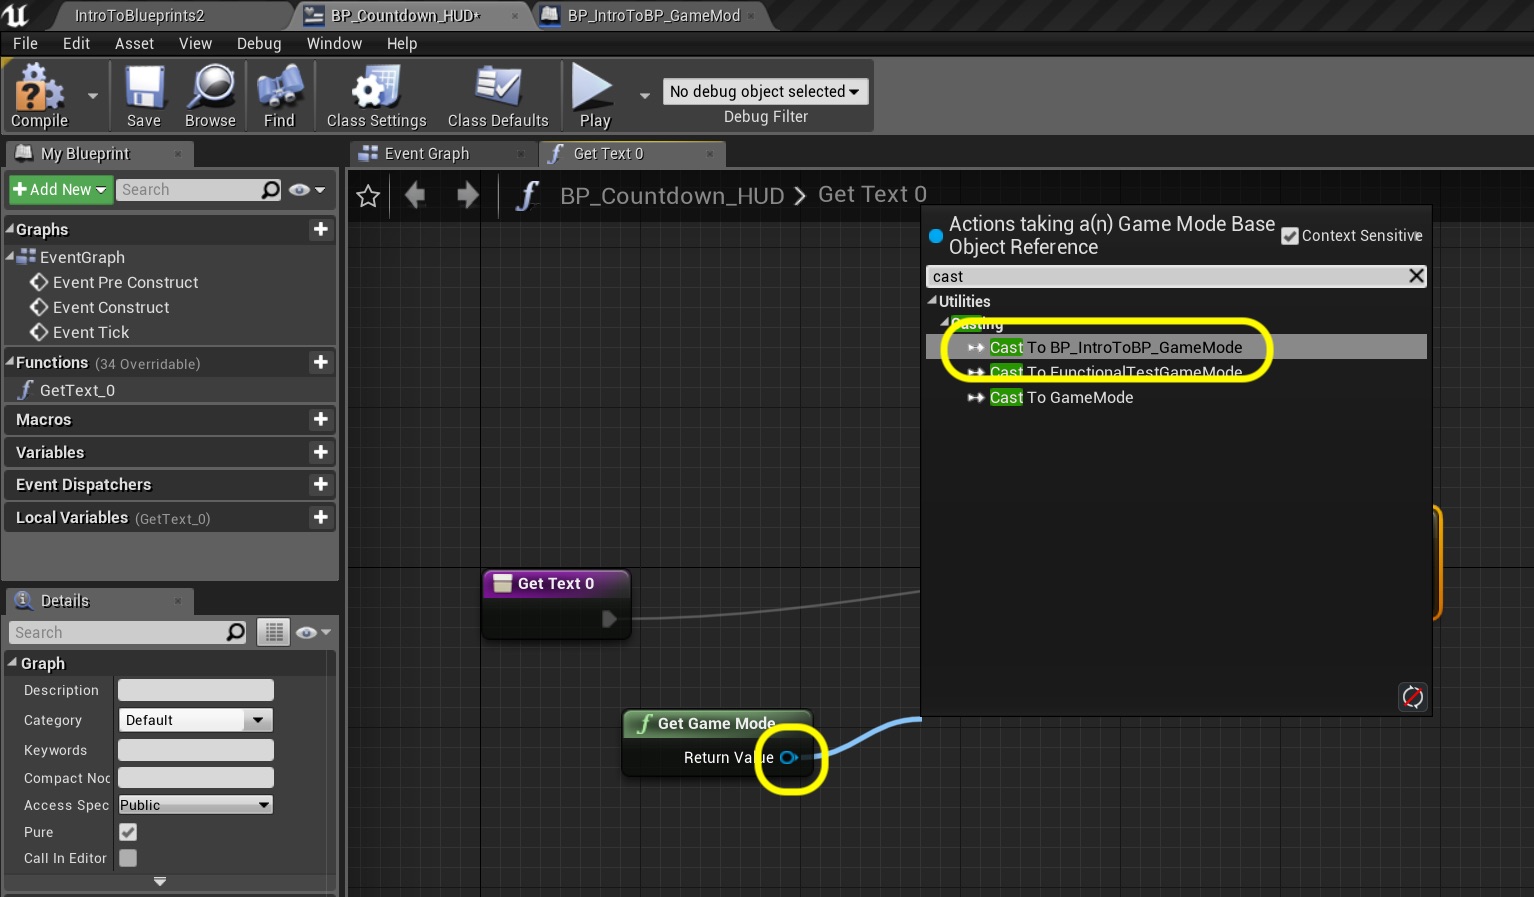 IntroToBlueprints2
BP_Countdown_HUD*
BP_IntroToBP_GameMod
File Edit Asset View Debug Window Help
Compile
Save
Browse
Find
Class Settings
Class Defaults
Play
No debug object selected
Debug Filter
My Blueprint
Event Graph
Get Text 0
Add New
Search
BP_Countdown_HUD > Get Text 0
Graphs
EventGraph
Event Pre Construct
Event Construct
Event Tick
Functions (34 Overridable)
GetText_0
Macros
Variables
Event Dispatchers
Local Variables (GetText_0)
Actions taking a(n) Game Mode Base
Object Reference
Context Sensitive
cast
Utilities
Casting
Cast To BP_IntroToBP_GameMode
Cast To FunctionalTestGameMode
Cast To GameMode
Get Text 0
Get Game Mode
Return Value
Details
Search
Graph
Description
Category Default
Keywords
Compact Noc
Access Spec Public
Pure
Call In Editor